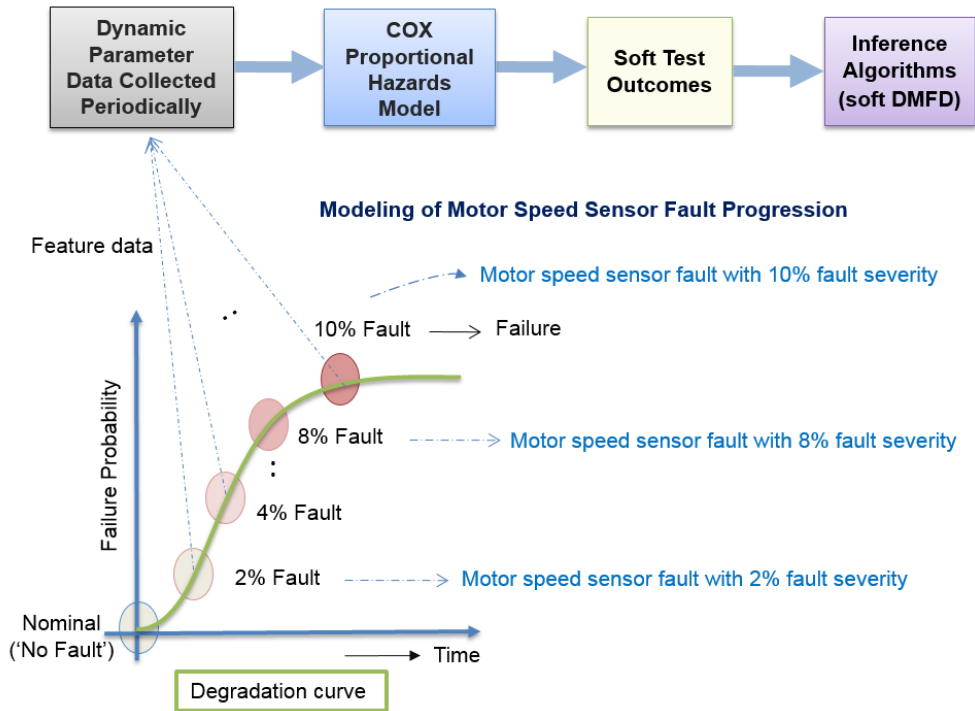 Dynamic
Parameter
Data Collected
Periodically
COX
Proportional
Hazards
Model
Soft Test
Outcomes
Inference
Algorithms
(soft DMFD)
Modeling of Motor Speed Sensor Fault Progression
Feature data
Motor speed sensor fault with 10% fault severity
10% Fault
Failure
Failure Probability
8% Fault
Motor speed sensor fault with 8% fault severity
4% Fault
2% Fault
Motor speed sensor fault with 2% fault severity
Nominal
(‘No Fault’)
Time
Degradation curve